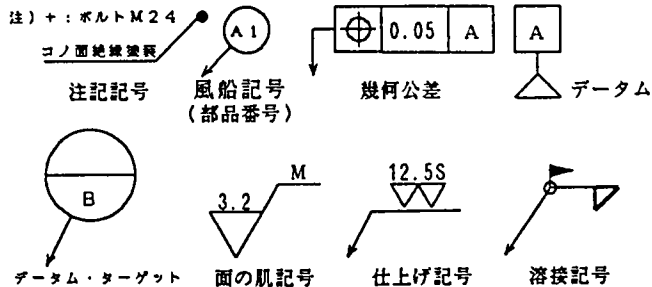 注) + : ボルトM24
コノ面絶縁塗装
注記記号
A1
風船記号
(部品番号)
⌖ 0.05 A
幾何公差
A
データム
B
データム・ターゲット
3.2 M
面の肌記号
12.5S
仕上げ記号
溶接記号